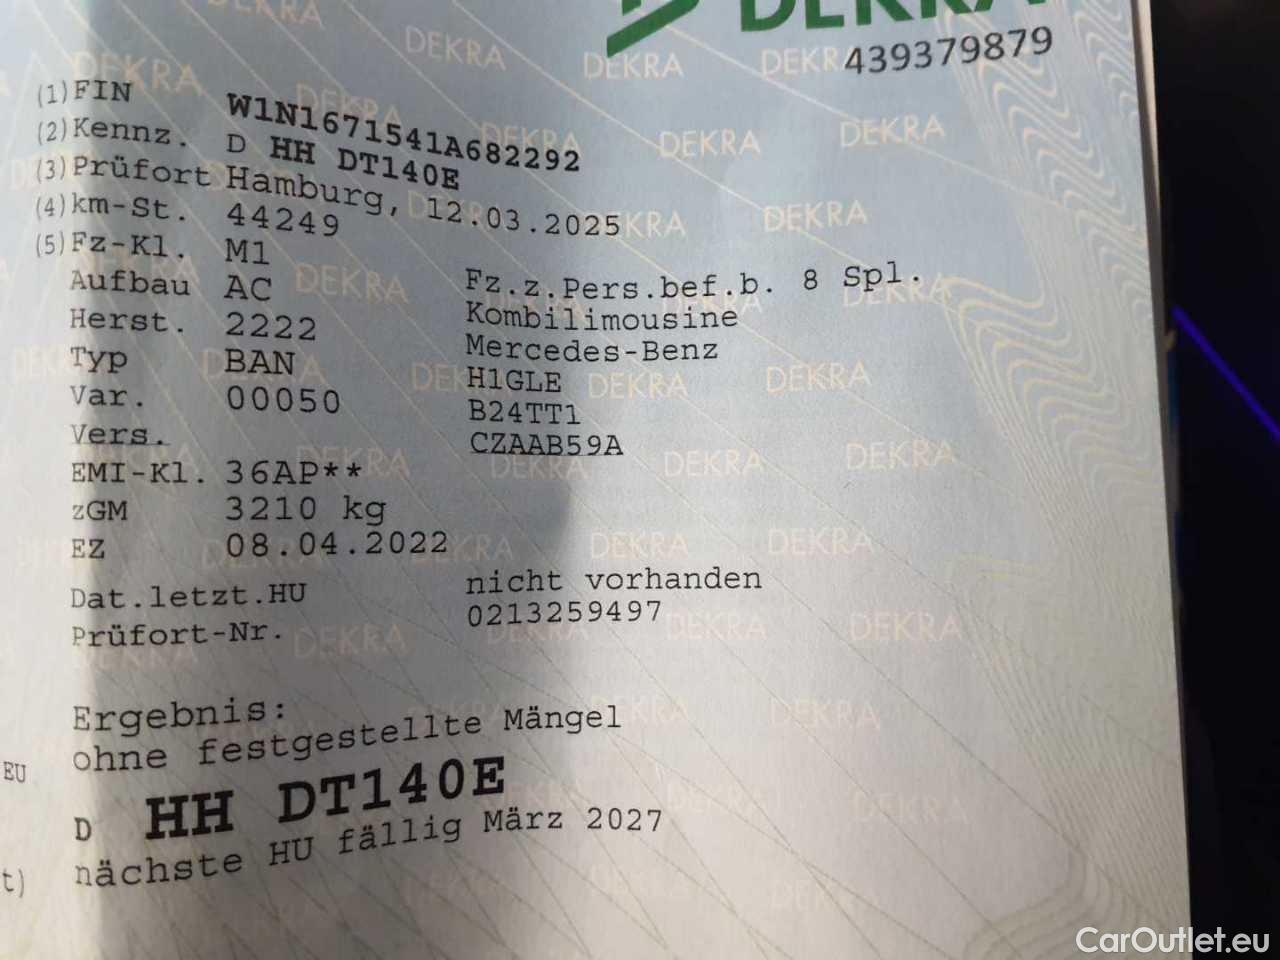 DEKRA
439379879
(1) FIN W1N1671541A682292
(2) Kennz. D HH DT140E
(3) Prüfort Hamburg, 12.03.2025
(4) km-St. 44249
(5) Fz-Kl. M1 Fz.z.Pers.bef.b. 8 Spl.
Aufbau AC Kombilimousine
Herst. 2222 Mercedes-Benz
Typ BAN H1GLE
Var. 00050 B24TT1
Vers. CZAAB59A
EMI-Kl. 36AP**
zGM 3210 kg
EZ 08.04.2022
Dat.letzt.HU nicht vorhanden
Prüfort-Nr. 0213259497
Ergebnis:
ohne festgestellte Mängel
EU
D HH DT140E
t) nächste HU fällig März 2027
CarOutlet.eu